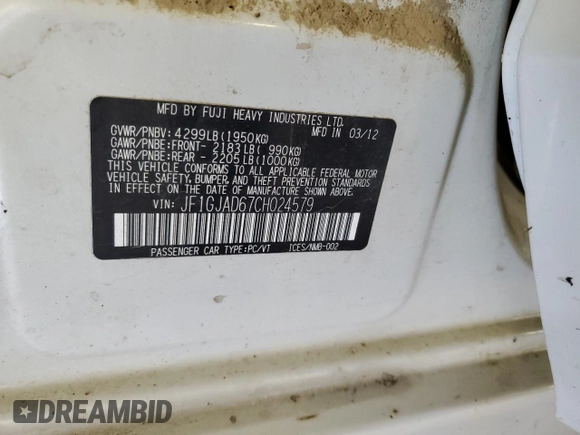 MFD BY FUJI HEAVY INDUSTRIES LTD.
GVWR/PNBV: 4299LB(1950KG) MFD IN 03/12
GAWR/PNBE:FRONT- 2183LB( 990KG)
GAWR/PNBE:REAR - 2205LB(1000KG)
THIS VEHICLE CONFORMS TO ALL APPLICABLE FEDERAL MOTOR
VEHICLE SAFETY, BUMPER, AND THEFT PREVENTION STANDARDS
IN EFFECT ON THE DATE OF MANUFACTURE SHOWN ABOVE.
VIN: JF1GJAD67CH024579
PASSENGER CAR TYPE:PC/VT ICES/NMB-002
DREAMBID